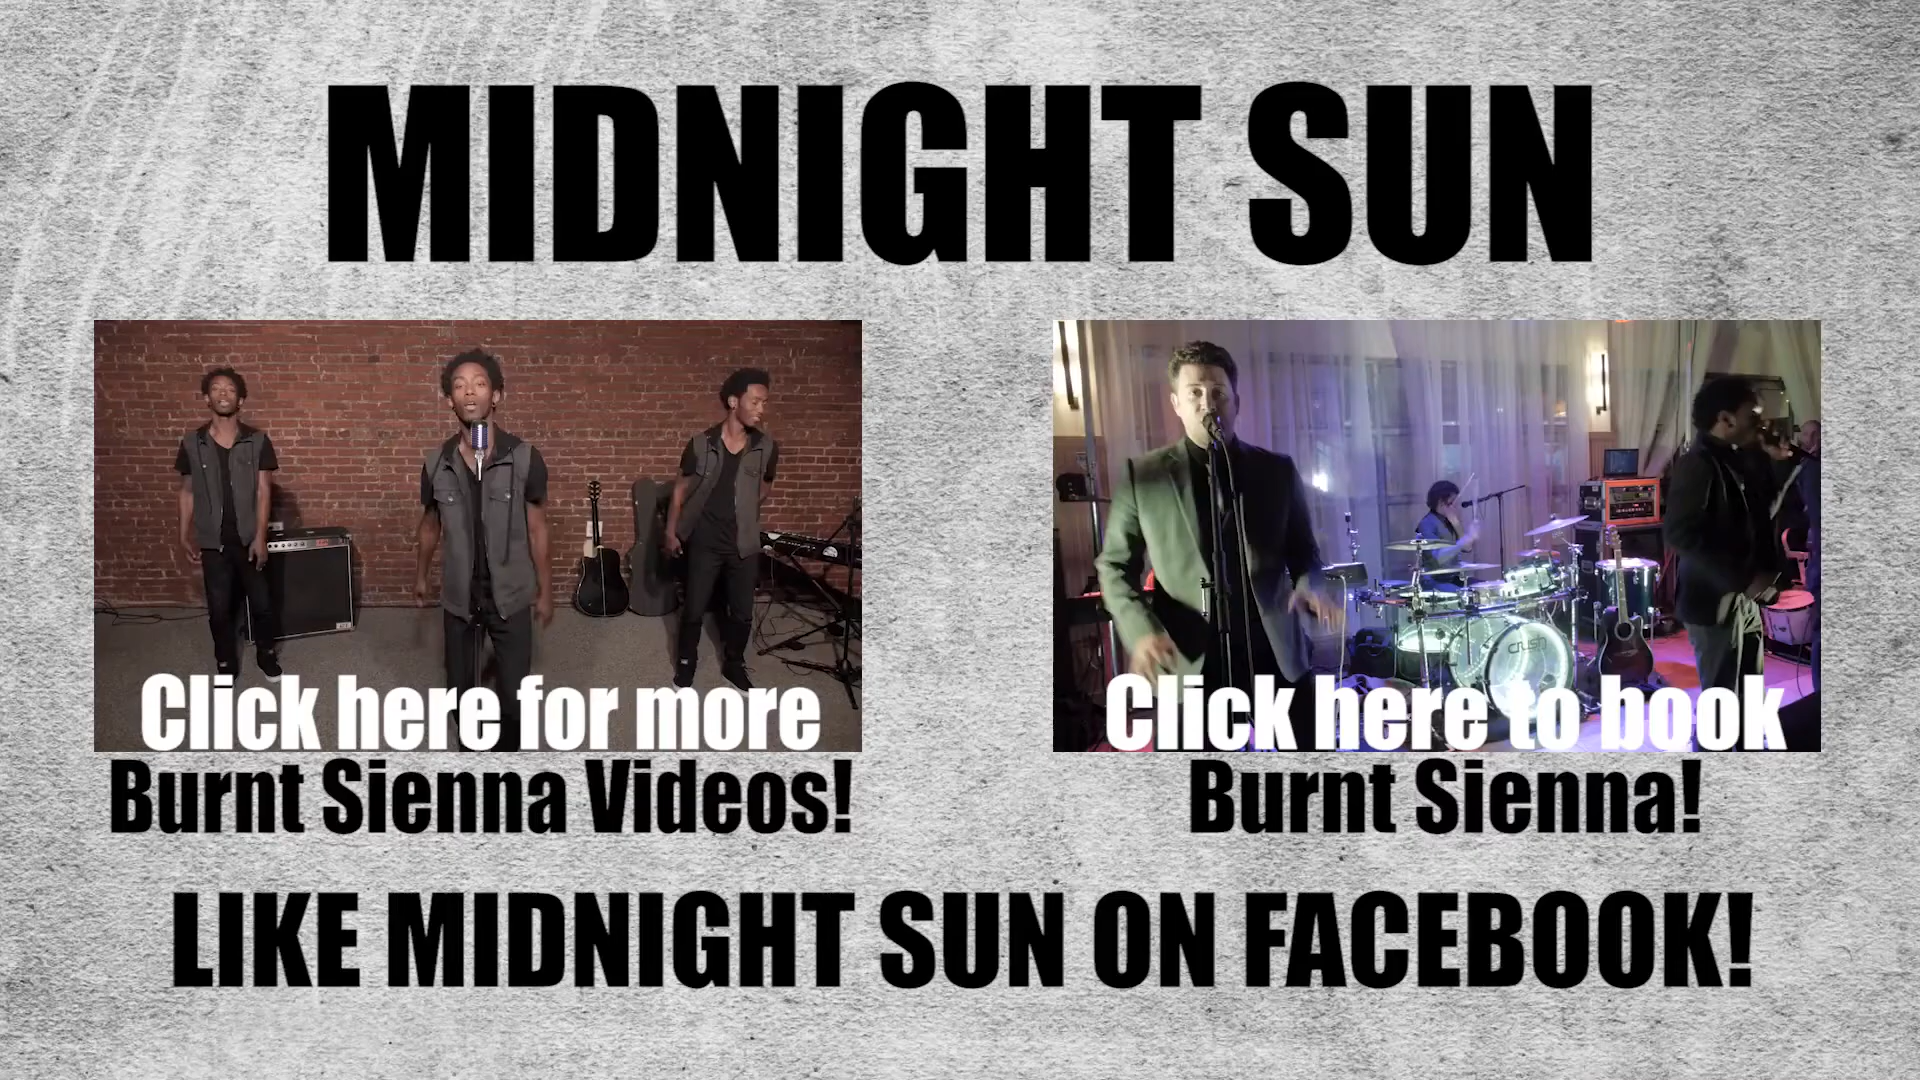 MIDNIGHT SUN
Click here for more
Burnt Sienna Videos!
Click here to book
Burnt Sienna!
crush
LIKE MIDNIGHT SUN ON FACEBOOK!